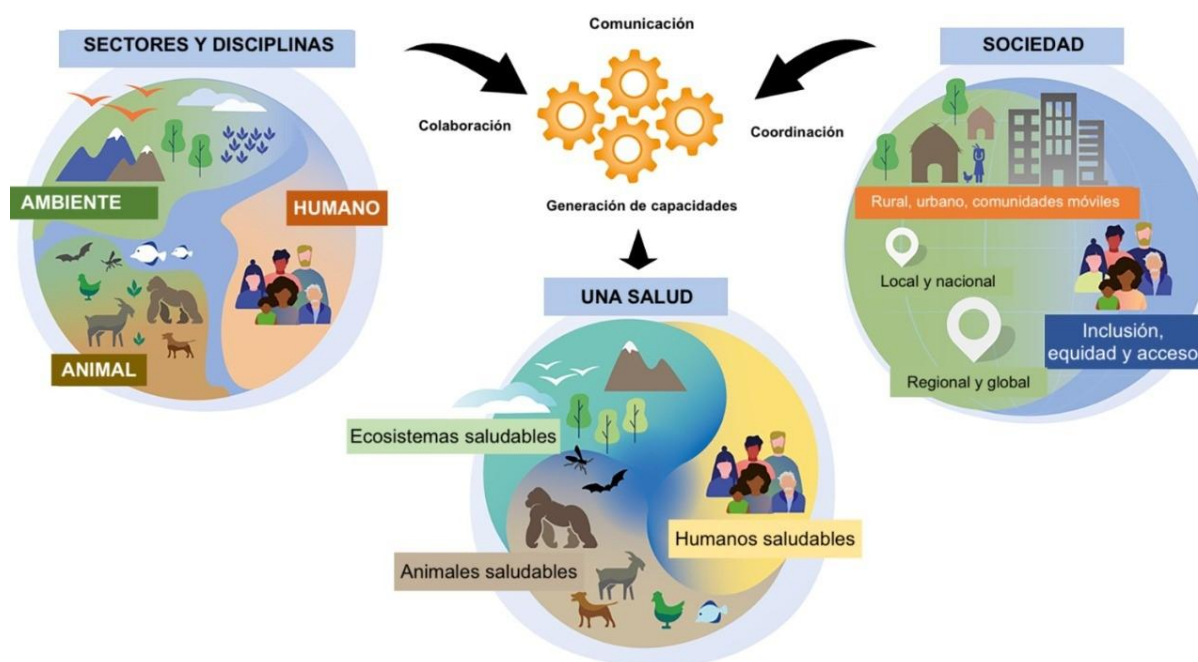 SECTORES Y DISCIPLINAS
Comunicación
SOCIEDAD
Colaboración
Coordinación
AMBIENTE
HUMANO
Generación de capacidades
Rural, urbano, comunidades móviles
Local y nacional
ANIMAL
UNA SALUD
Inclusión,
equidad y acceso
Regional y global
Ecosistemas saludables
Humanos saludables
Animales saludables